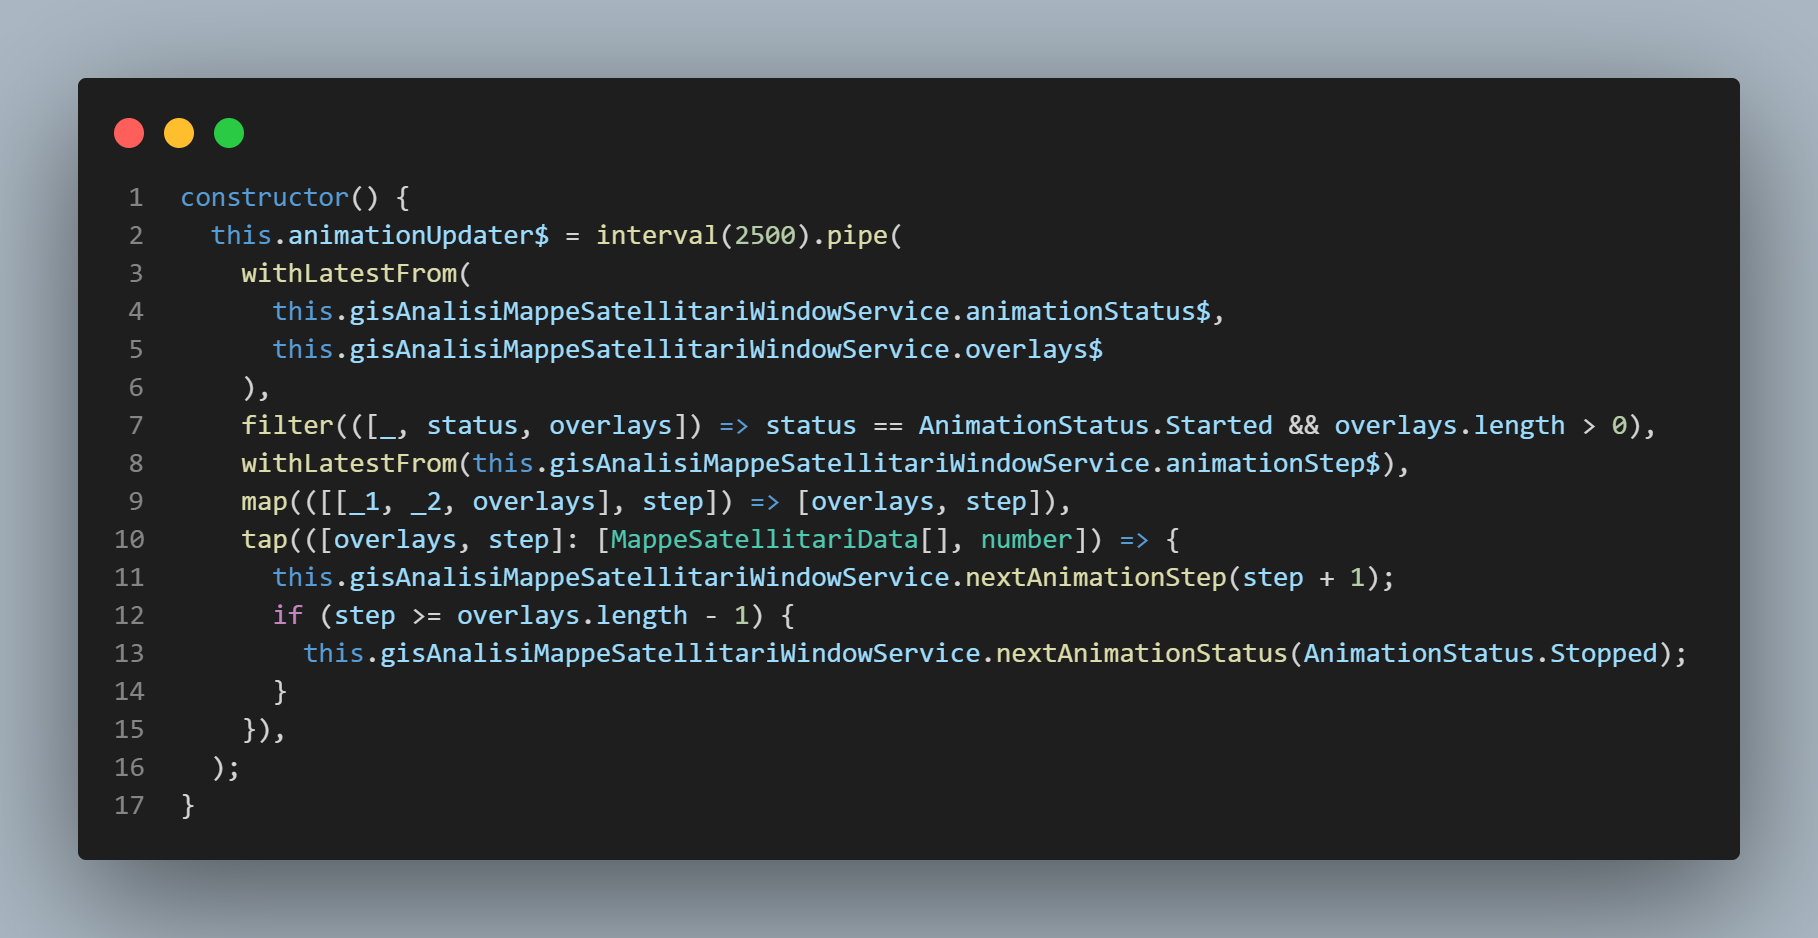 1 constructor() {
2 this.animationUpdater$ = interval(2500).pipe(
3 withLatestFrom(
4 this.gisAnalisiMappeSatellitariWindowService.animationStatus$,
5 this.gisAnalisiMappeSatellitariWindowService.overlays$
6 ),
7 filter(([_, status, overlays]) => status == AnimationStatus.Started && overlays.length > 0),
8 withLatestFrom(this.gisAnalisiMappeSatellitariWindowService.animationStep$),
9 map(([[_1, _2, overlays], step]) => [overlays, step]),
10 tap(([overlays, step]: [MappeSatellitariData[], number]) => {
11 this.gisAnalisiMappeSatellitariWindowService.nextAnimationStep(step + 1);
12 if (step >= overlays.length - 1) {
13 this.gisAnalisiMappeSatellitariWindowService.nextAnimationStatus(AnimationStatus.Stopped);
14 }
15 }),
16 );
17 }